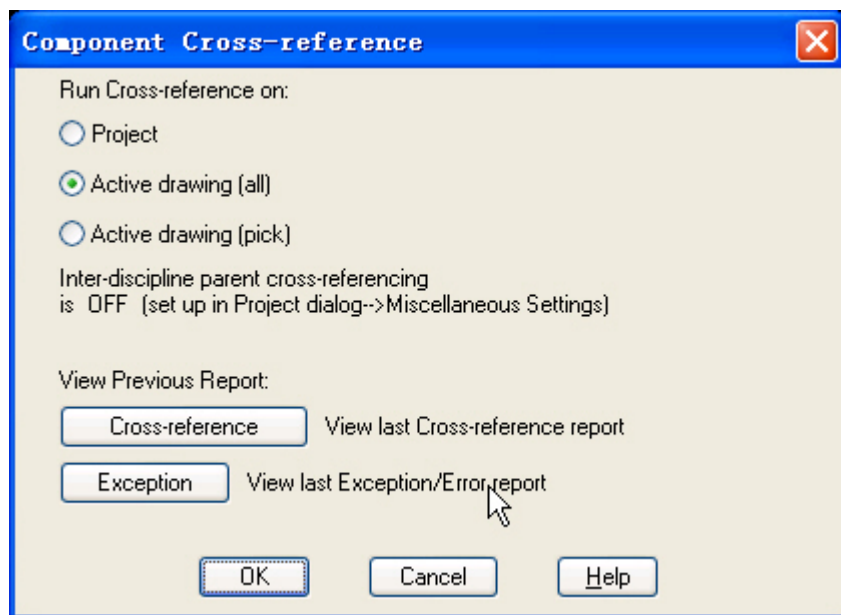 Component Cross-reference
Run Cross-reference on:
Project
Active drawing (all)
Active drawing (pick)
Inter-discipline parent cross-referencing
is OFF (set up in Project dialog-->Miscellaneous Settings)
View Previous Report:
Cross-reference View last Cross-reference report
Exception View last Exception/Error report
OK Cancel Help